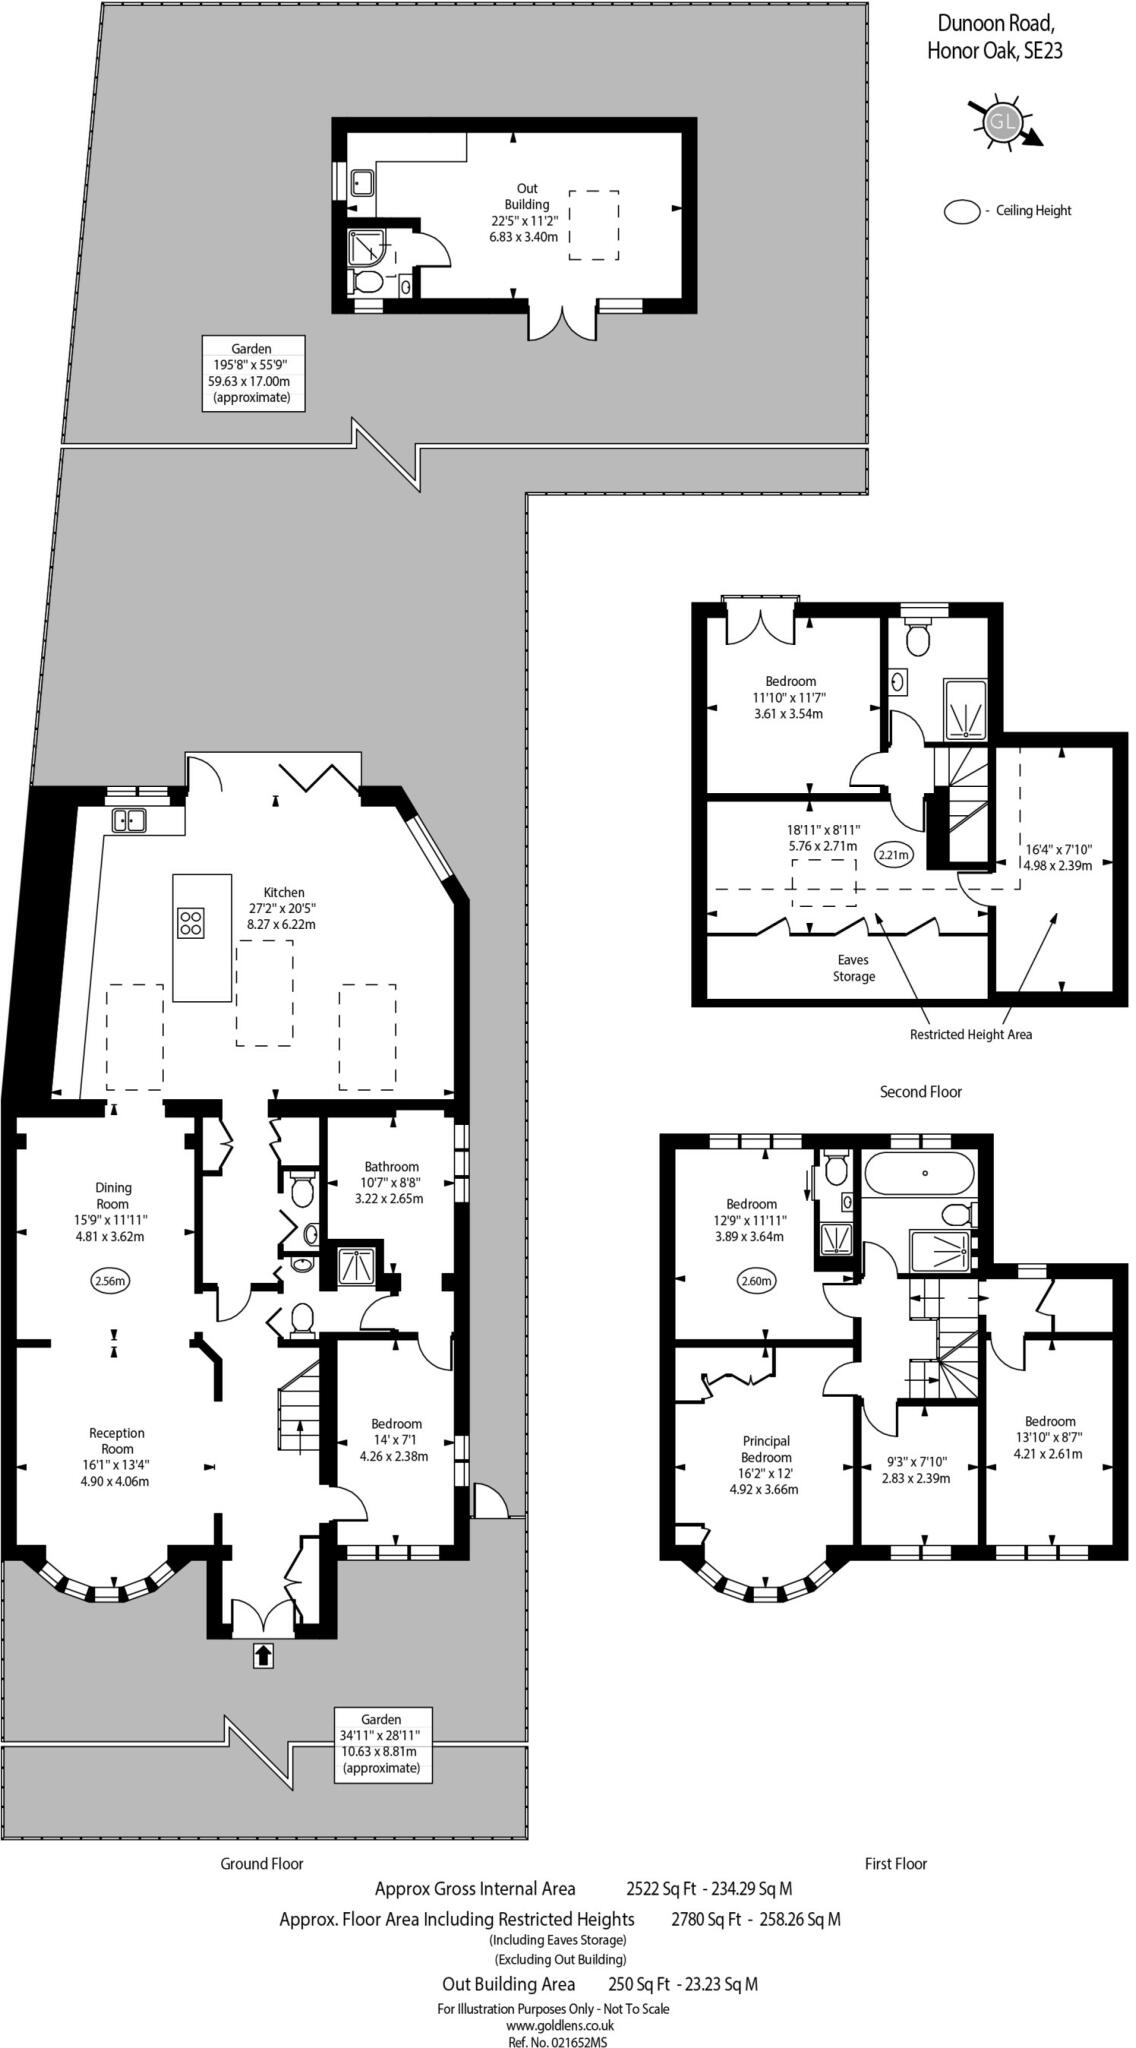 Dunoon Road,
Honor Oak, SE23
GL
- Ceiling Height
Out
Building
22'5" x 11'2"
6.83 x 3.40m
Garden
195'8" x 55'9"
59.63 x 17.00m
(approximate)
Bedroom
11'10" x 11'7"
3.61 x 3.54m
18'11" x 8'11"
5.76 x 2.71m
2.21m
16'4" x 7'10"
4.98 x 2.39m
Eaves
Storage
Restricted Height Area
Second Floor
Kitchen
27'2" x 20'5"
8.27 x 6.22m
Dining
Room
15'9" x 11'11"
4.81 x 3.62m
2.56m
Bathroom
10'7" x 8'8"
3.22 x 2.65m
Reception
Room
16'1" x 13'4"
4.90 x 4.06m
Bedroom
14' x 7'1
4.26 x 2.38m
Bedroom
12'9" x 11'11"
3.89 x 3.64m
2.60m
Principal
Bedroom
16'2" x 12'
4.92 x 3.66m
9'3" x 7'10"
2.83 x 2.39m
Bedroom
13'10" x 8'7"
4.21 x 2.61m
Garden
34'11" x 28'11"
10.63 x 8.81m
(approximate)
Ground Floor
First Floor
Approx Gross Internal Area 2522 Sq Ft - 234.29 Sq M
Approx. Floor Area Including Restricted Heights 2780 Sq Ft - 258.26 Sq M
(Including Eaves Storage)
(Excluding Out Building)
Out Building Area 250 Sq Ft - 23.23 Sq M
For Illustration Purposes Only - Not To Scale
www.goldlens.co.uk
Ref. No. 021652MS